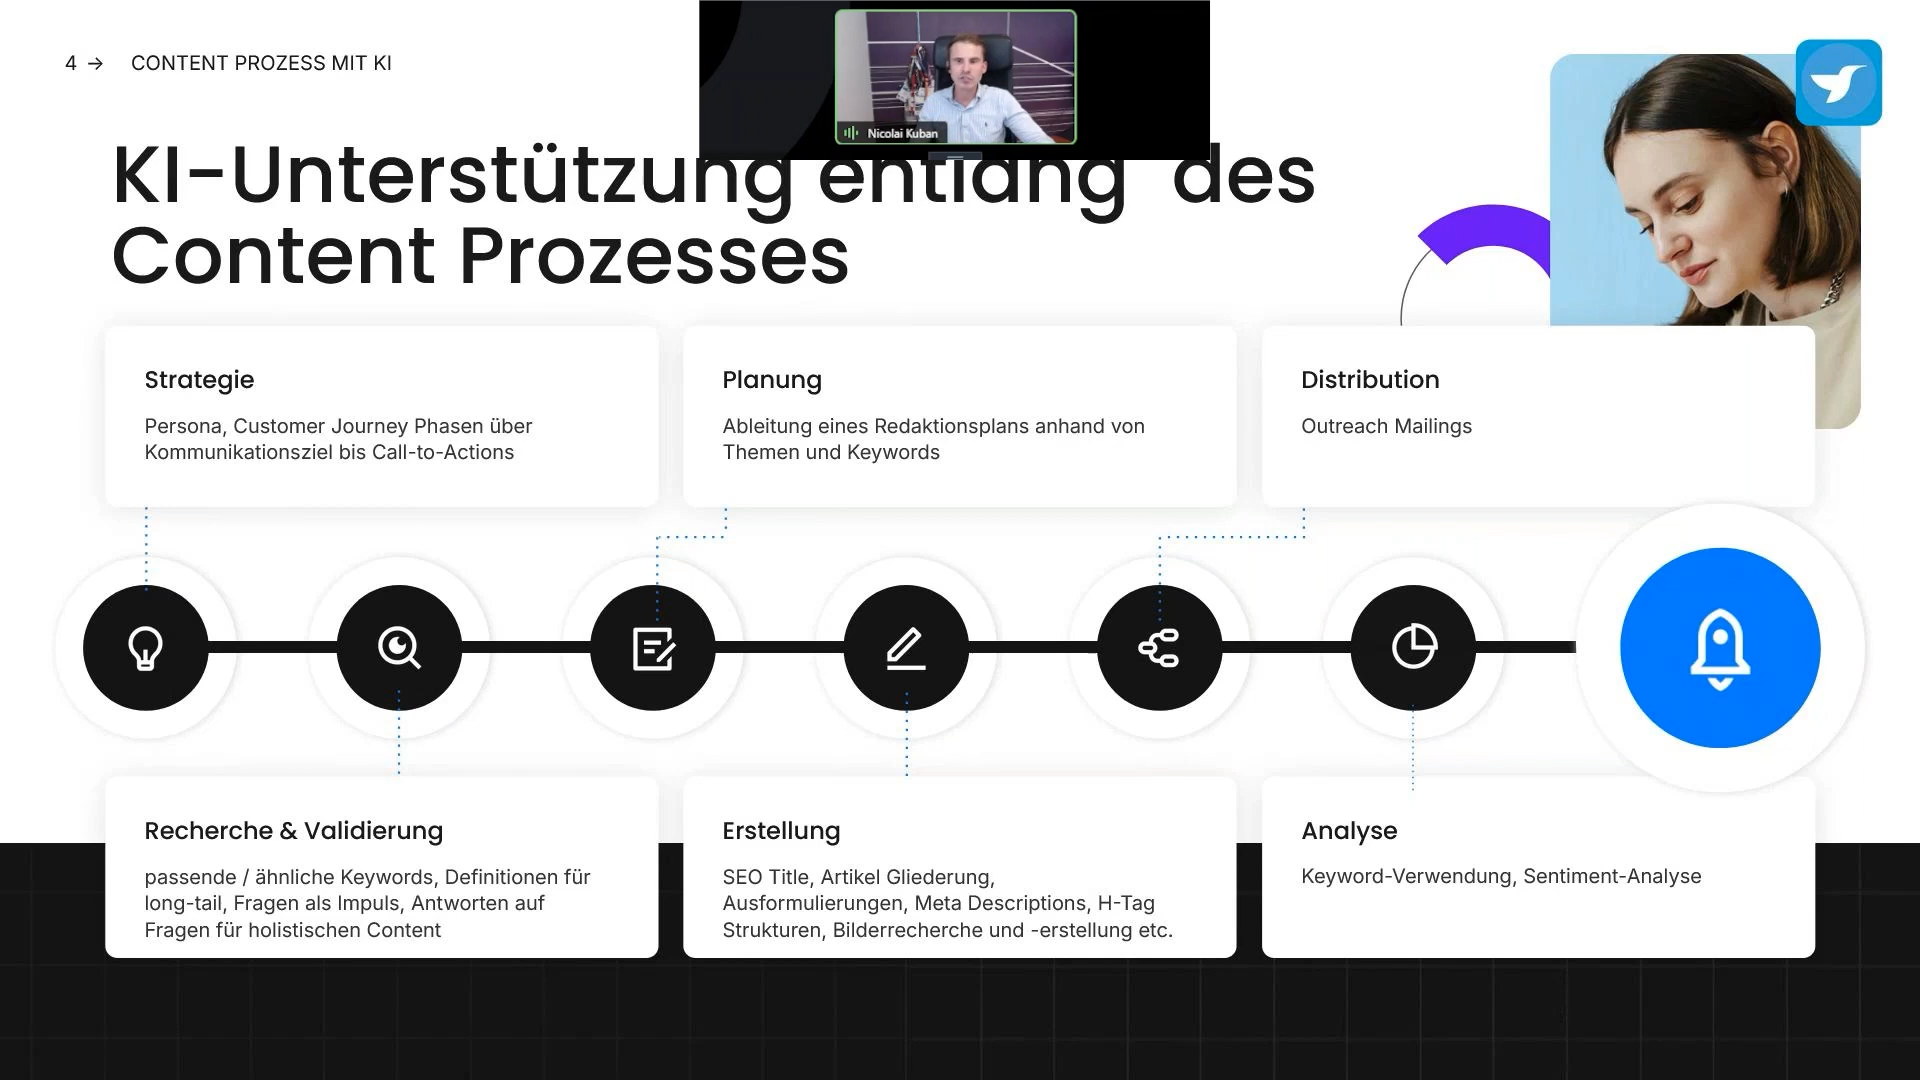 4 → CONTENT PROZESS MIT KI
Nicolai Kuban
KI-Unterstützung entlang des
Content Prozesses
Strategie
Persona, Customer Journey Phasen über
Kommunikationsziel bis Call-to-Actions
Planung
Ableitung eines Redaktionsplans anhand von
Themen und Keywords
Distribution
Outreach Mailings
Recherche & Validierung
passende / ähnliche Keywords, Definitionen für
long-tail, Fragen als Impuls, Antworten auf
Fragen für holistischen Content
Erstellung
SEO Title, Artikel Gliederung,
Ausformulierungen, Meta Descriptions, H-Tag
Strukturen, Bilderrecherche und -erstellung etc.
Analyse
Keyword-Verwendung, Sentiment-Analyse